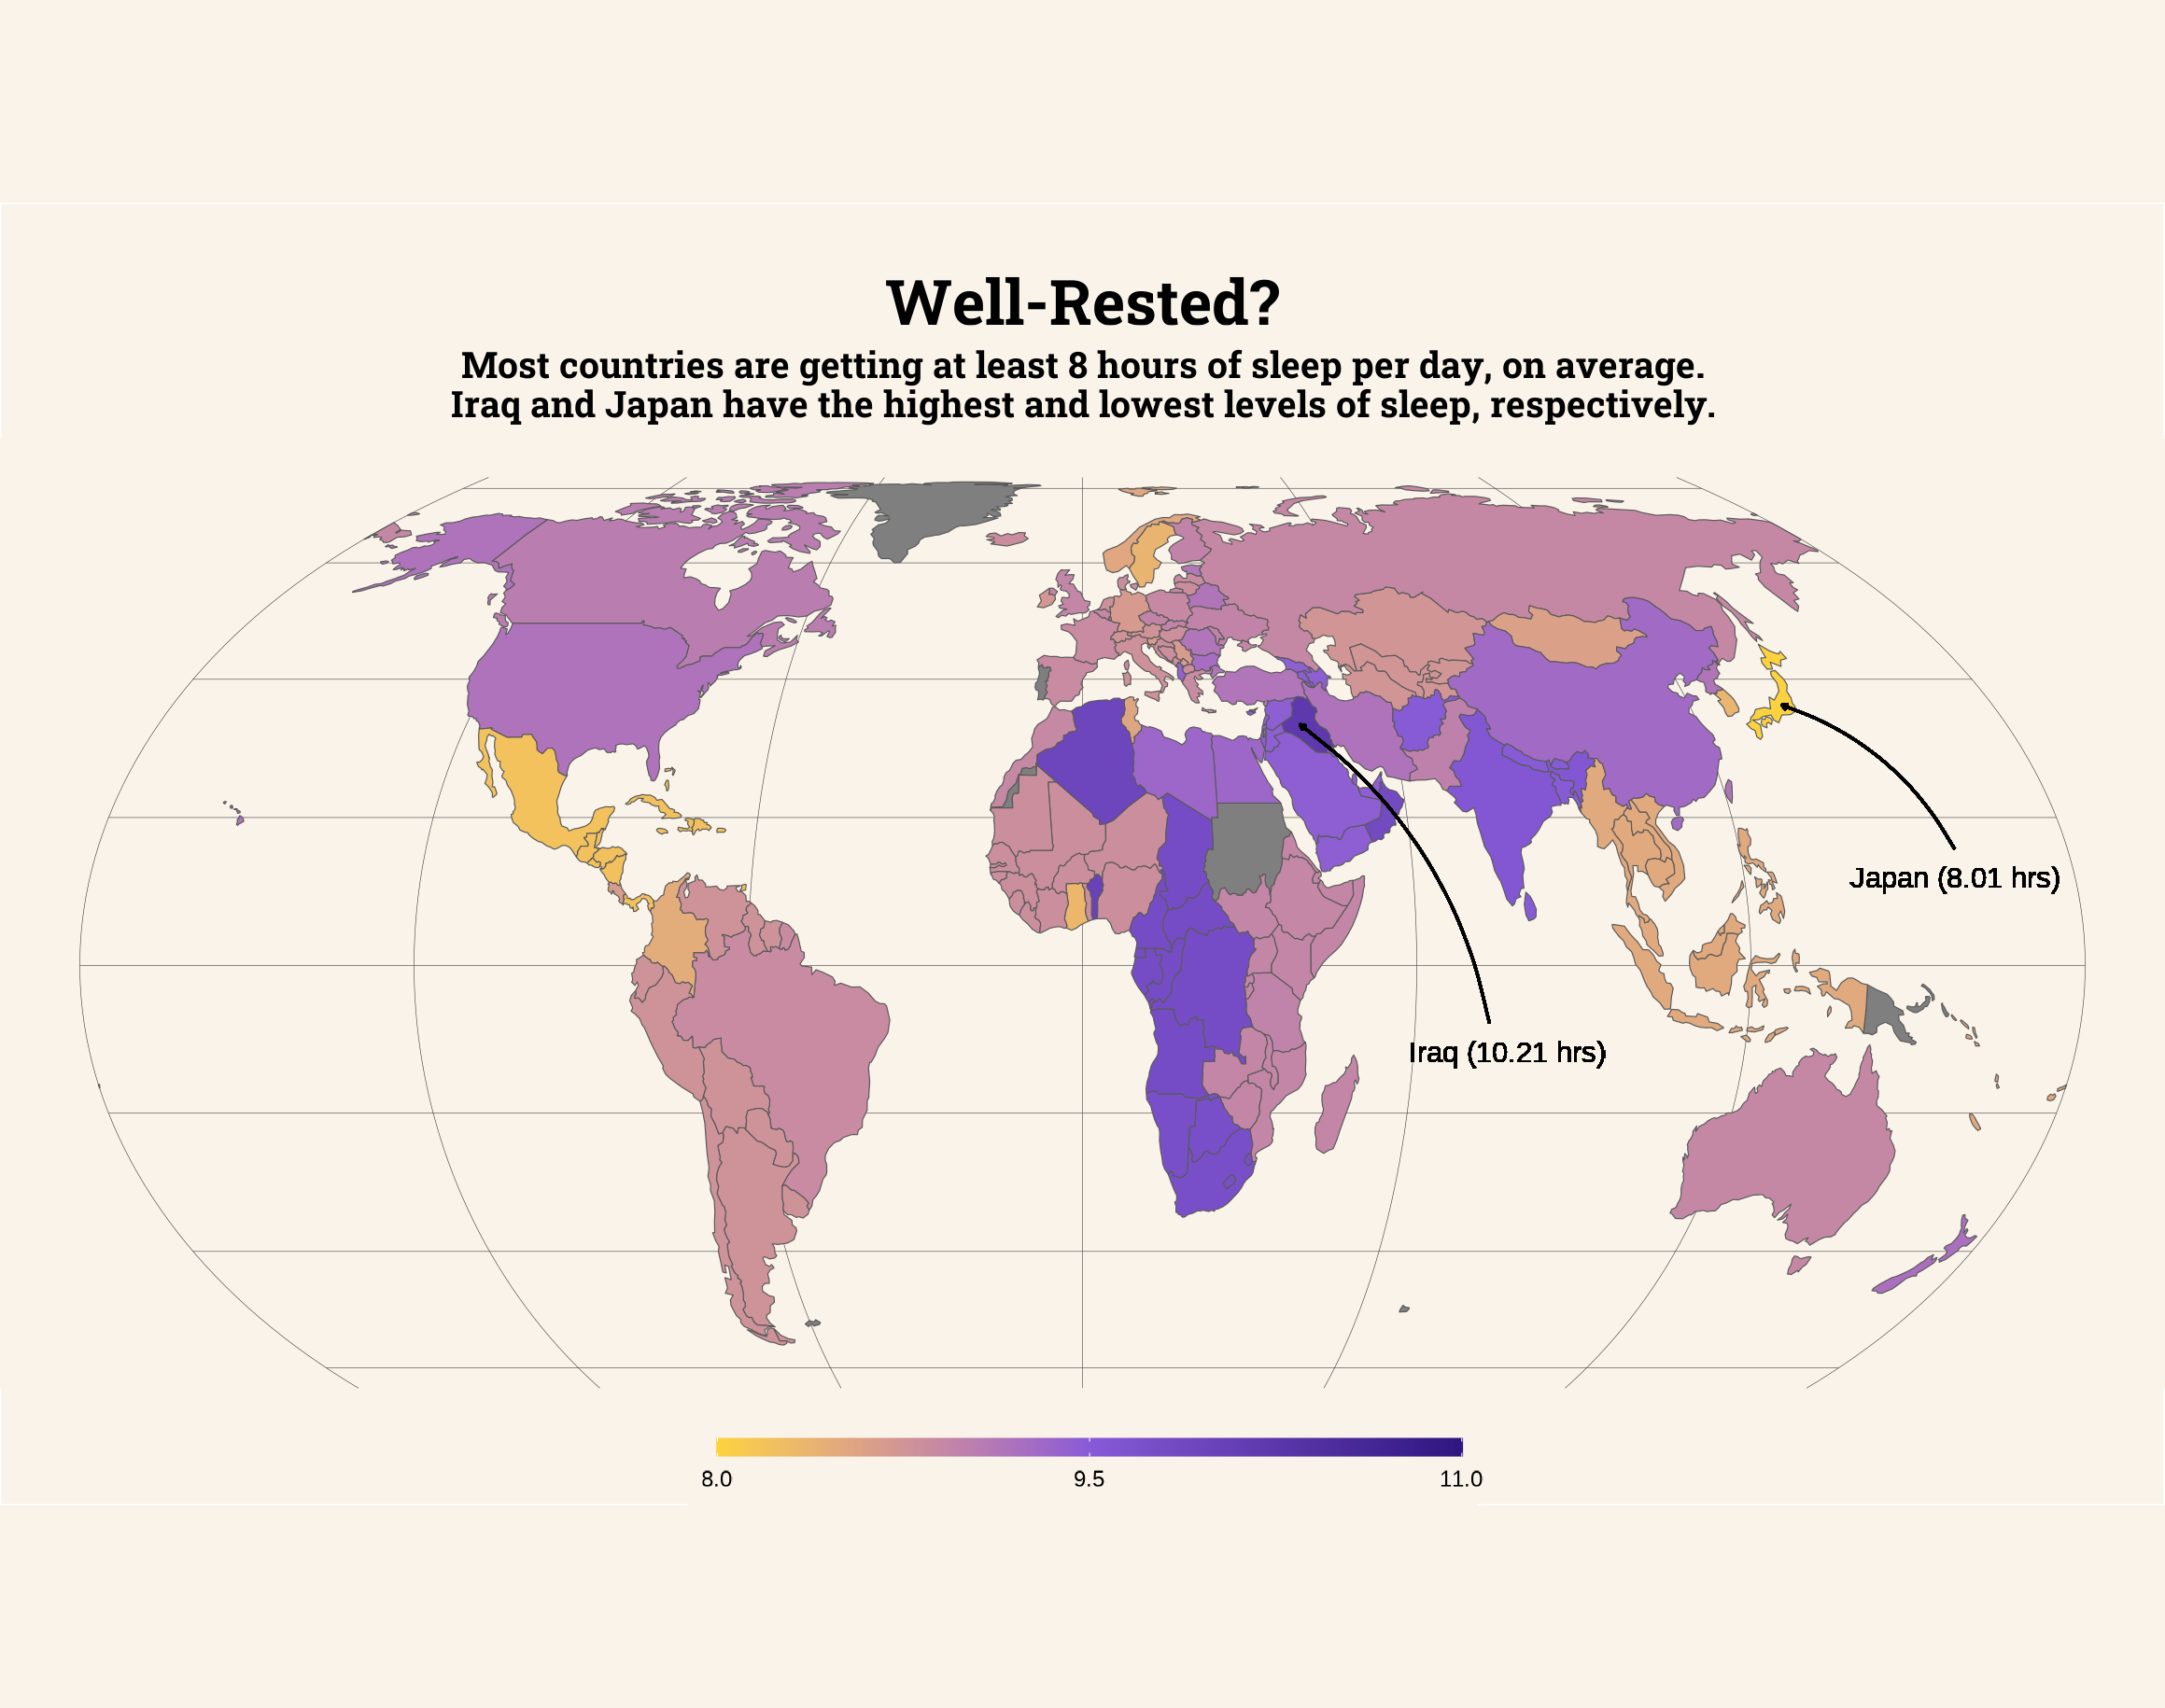 Well-Rested?
Most countries are getting at least 8 hours of sleep per day, on average.
Iraq and Japan have the highest and lowest levels of sleep, respectively.
Japan (8.01 hrs)
Iraq (10.21 hrs)
8.0 9.5 11.0